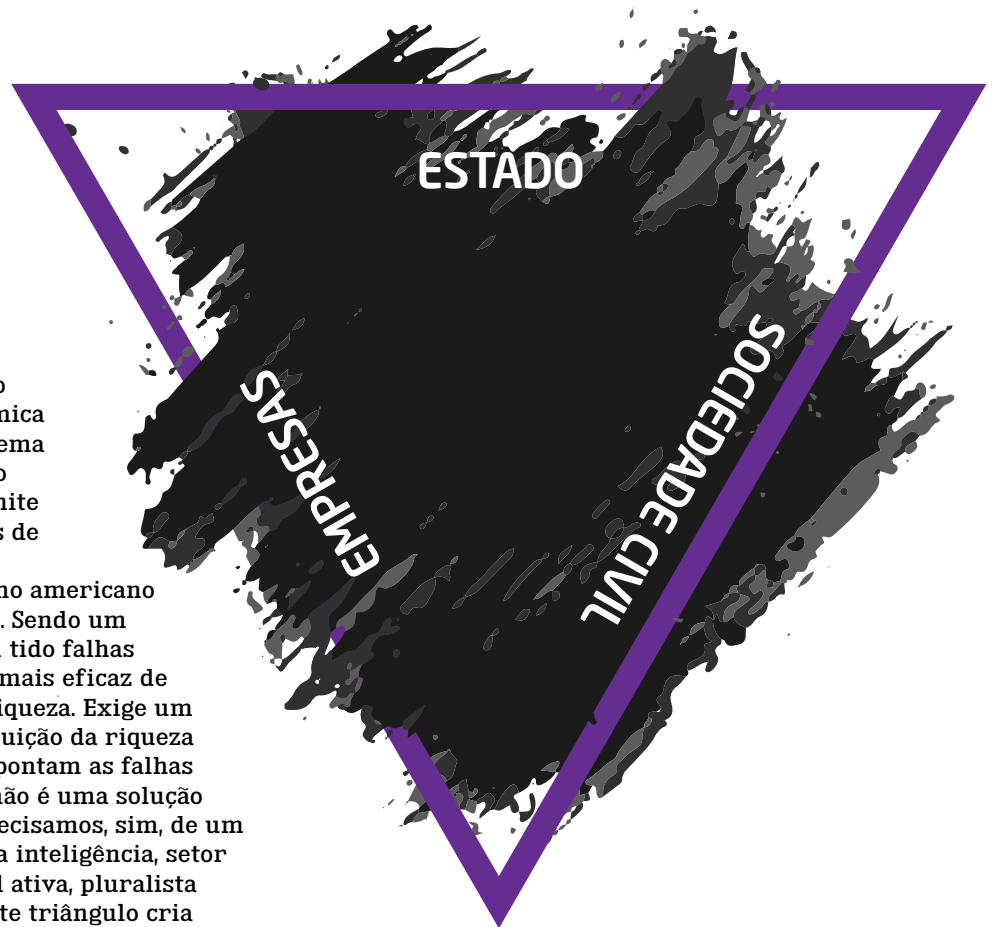 ESTADO
SOCIEDADE CIVIL
EMPRESAS
o
mica
ema
o
nite
s de
no americano
. Sendo um
tido falhas
mais eficaz de
iqueza. Exige um
uição da riqueza
pontam as falhas
não é uma solução
ecisamos, sim, de um
a inteligência, setor
l ativa, pluralista
te triângulo cria